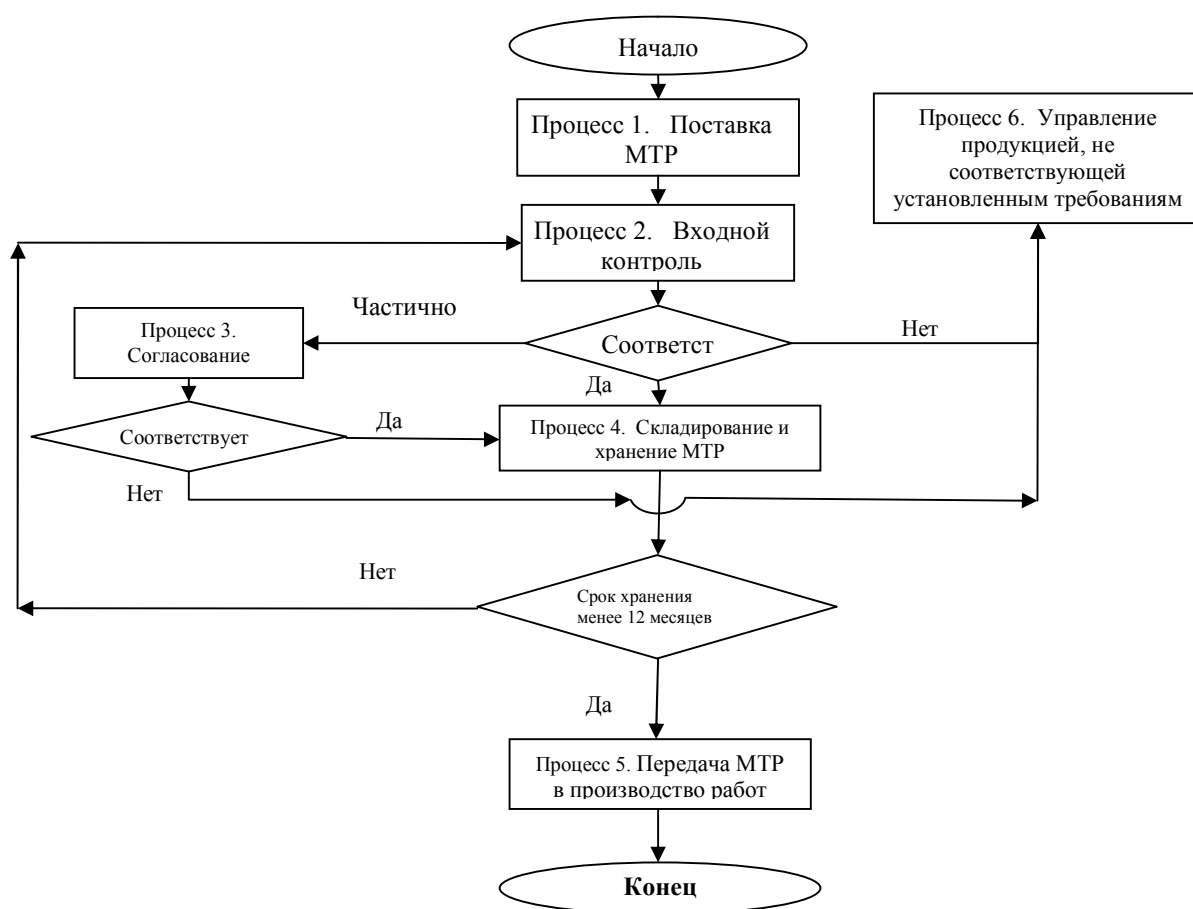 Начало
Процесс 1. Поставка
МТР
Процесс 6. Управление
продукцией, не
соответствующей
установленным требованиям
Процесс 2. Входной
контроль
Частично
Процесс 3.
Согласование
Соответст
Нет
Да
Соответствует
Да
Процесс 4. Складирование и
хранение МТР
Нет
Нет
Срок хранения
менее 12 месяцев
Да
Процесс 5. Передача МТР
в производство работ
Конец